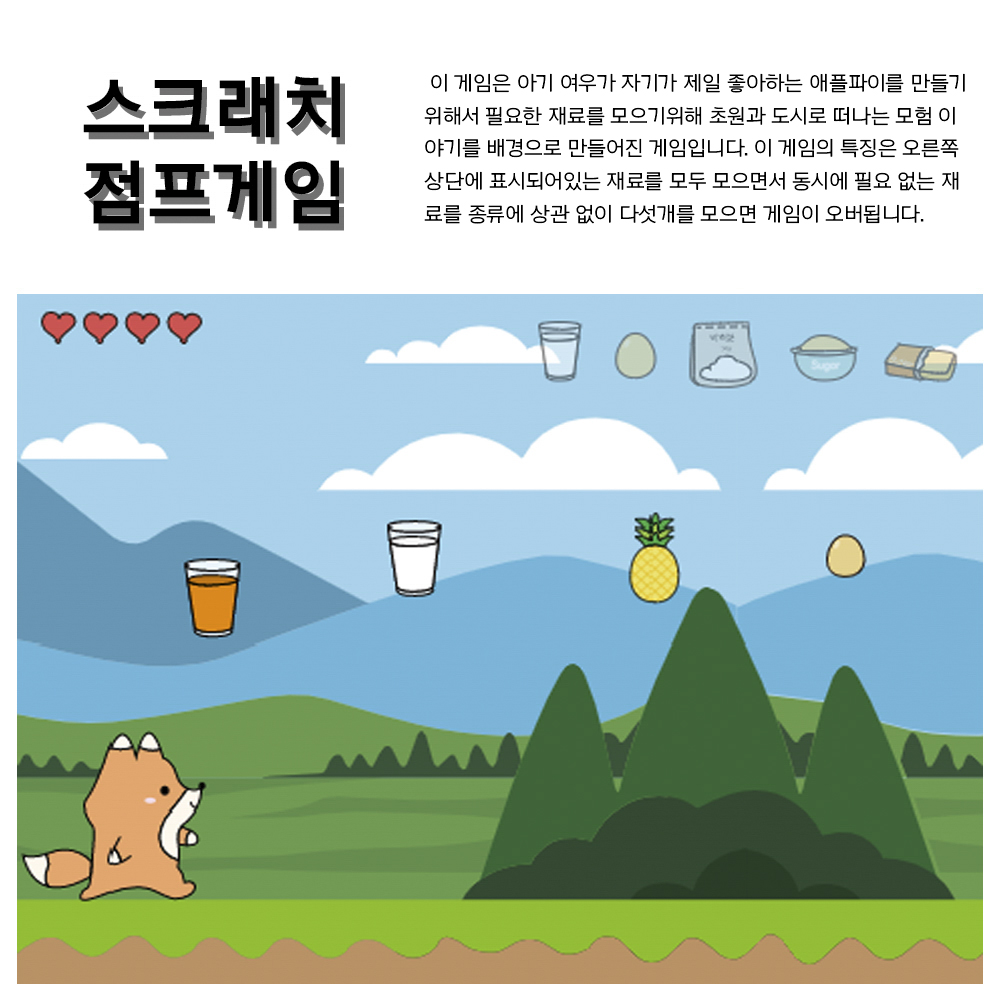 스크래치
점프게임
이 게임은 아기 여우가 자기가 제일 좋아하는 애플파이를 만들기
위해서 필요한 재료를 모으기위해 초원과 도시로 떠나는 모험 이
야기를 배경으로 만들어진 게임입니다. 이 게임의 특징은 오른쪽
상단에 표시되어있는 재료를 모두 모으면서 동시에 필요 없는 재
료를 종류에 상관 없이 다섯개를 모으면 게임이 오버됩니다.
Sugar